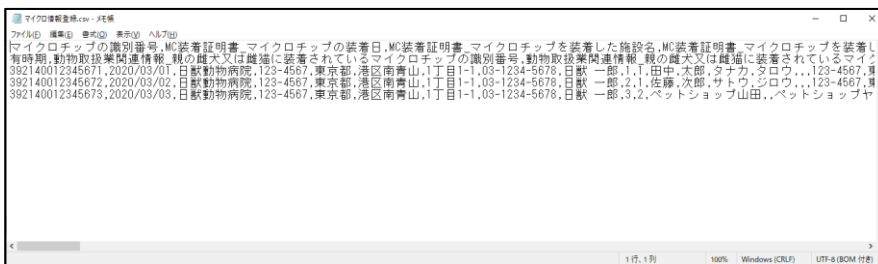 マイクロ情報登録.csv - メモ帳
ファイル(F) 編集(E) 書式(O) 表示(V) ヘルプ(H)
マイクロチップの識別番号,MC装着証明書_マイクロチップの装着日,MC装着証明書_マイクロチップを装着した施設名,MC装着証明書_マイクロチップを装着し
有時期,動物取扱業関連情報_親の雌犬又は雌猫に装着されているマイクロチップの識別番号,動物取扱業関連情報_親の雌犬又は雌猫に装着されているマイク
39214001234567１,2020/03/01,日獣動物病院,123-4567,東京都,港区南青山,1丁目1-1,03-1234-5678,日獣 一郎,1,1,田中,太郎,タナカ,タロウ,,,123-4567,東
392140012345672,2020/03/02,日獣動物病院,123-4567,東京都,港区南青山,1丁目1-1,03-1234-5678,日獣 一郎,2,1,佐藤,次郎,サトウ,ジロウ,,,123-4567,東
392140012345673,2020/03/03,日獣動物病院,123-4567,東京都,港区南青山,1丁目1-1,03-1234-5678,日獣 一郎,3,2,ペットショップ山田,,ペットショップヤ
1行、1列 100% Windows (CRLF) UTF-8 (BOM 付き)